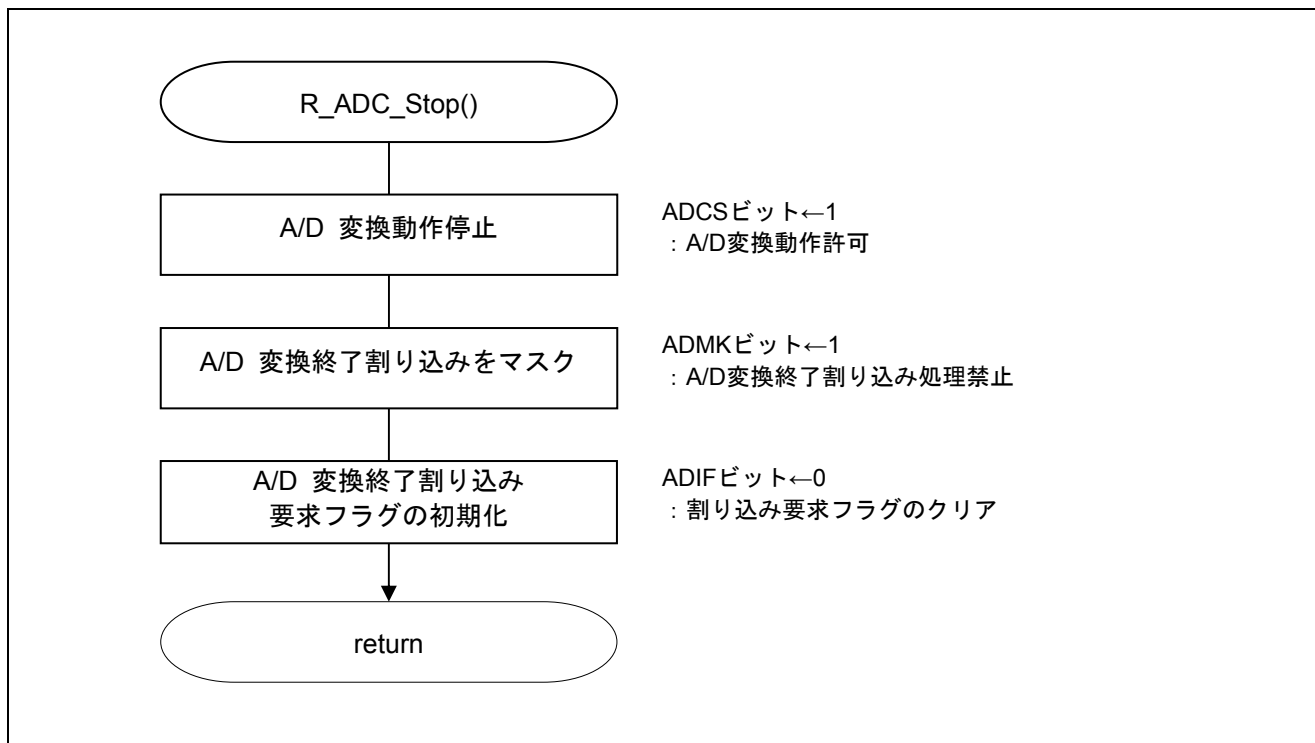 R_ADC_Stop()
A/D 変換動作停止
ADCSビット←1
：A/D変換動作許可
A/D 変換終了割り込みをマスク
ADMKビット←1
：A/D変換終了割り込み処理禁止
A/D 変換終了割り込み
要求フラグの初期化
ADIFビット←0
：割り込み要求フラグのクリア
return